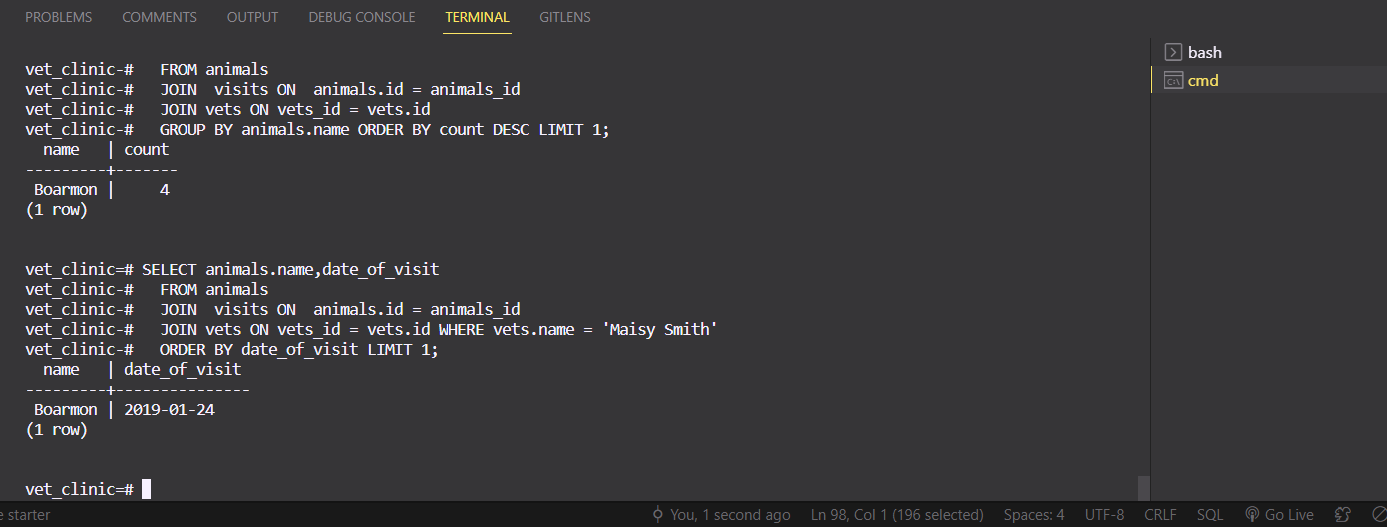 PROBLEMS COMMENTS OUTPUT DEBUG CONSOLE TERMINAL GITLENS
bash
cmd
vet_clinic-#   FROM animals
vet_clinic-#   JOIN  visits ON  animals.id = animals_id
vet_clinic-#   JOIN vets ON vets_id = vets.id
vet_clinic-#   GROUP BY animals.name ORDER BY count DESC LIMIT 1;
  name   | count
---------+-------
 Boarmon |     4
(1 row)
vet_clinic=# SELECT animals.name,date_of_visit
vet_clinic-#   FROM animals
vet_clinic-#   JOIN  visits ON  animals.id = animals_id
vet_clinic-#   JOIN vets ON vets_id = vets.id WHERE vets.name = 'Maisy Smith'
vet_clinic-#   ORDER BY date_of_visit LIMIT 1;
  name   | date_of_visit
---------+---------------
 Boarmon | 2019-01-24
(1 row)
vet_clinic=#
e starter You, 1 second ago Ln 98, Col 1 (196 selected) Spaces: 4 UTF-8 CRLF SQL Go Live